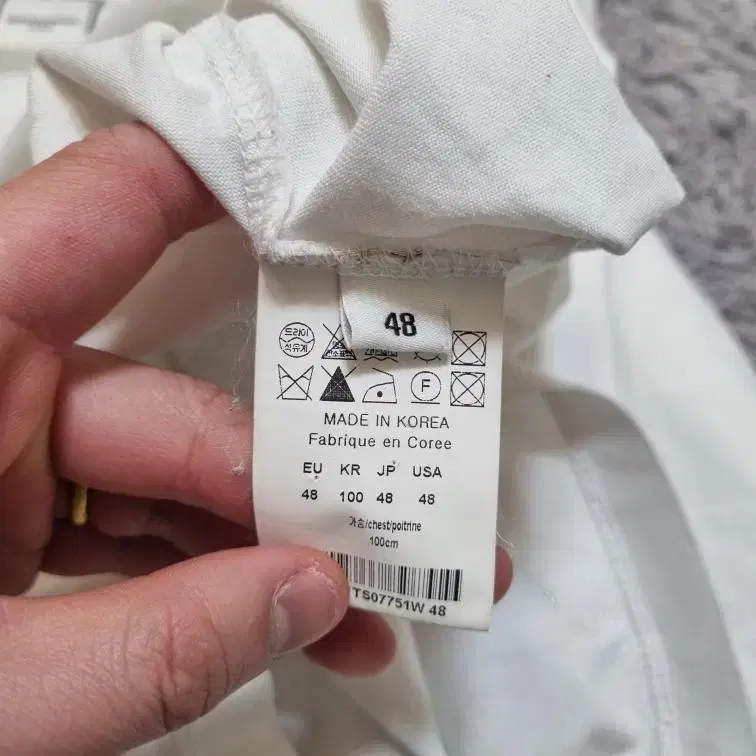 48
드라이
석유계
F
MADE IN KOREA
Fabrique en Coree
EU KR JP USA
48 100 48 48
가슴/chest/poitrine
100cm
TS07751W 48